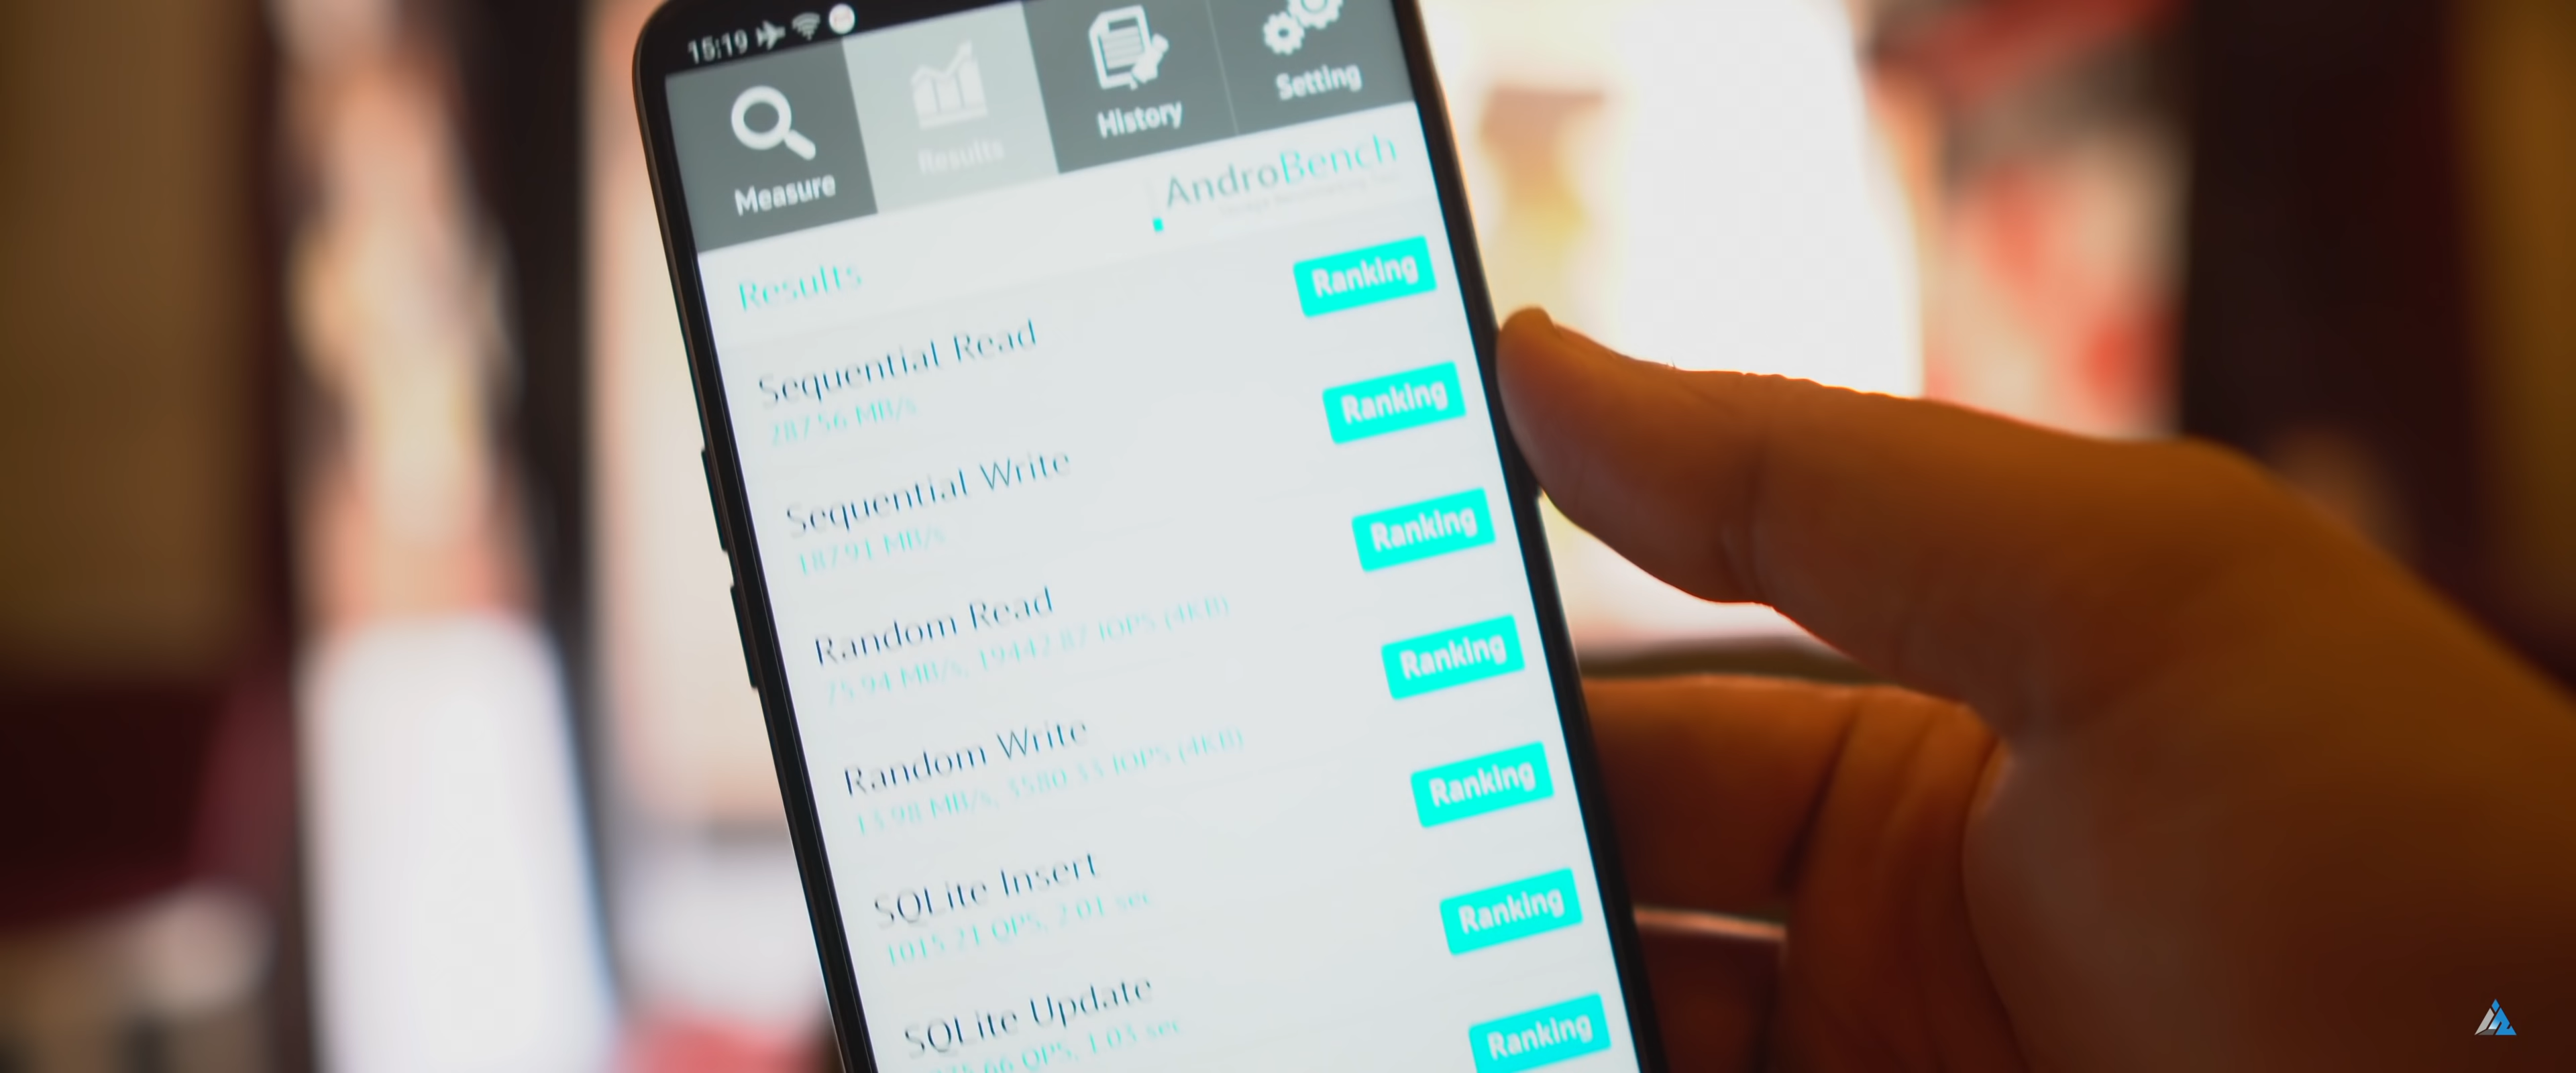 15:19
Measure
Results
History
Setting
AndroBench
Results
Sequential Read
287.56 MB/s
Ranking
Sequential Write
187.91 MB/s
Ranking
Random Read
75.94 MB/s, 19442.87 IOPS (4KB)
Ranking
Random Write
13.98 MB/s, 3580.33 IOPS (4KB)
Ranking
SQLite Insert
1015.21 QPS, 2.01 sec
Ranking
SQLite Update
QPS, 1.03 sec
Ranking
Ranking